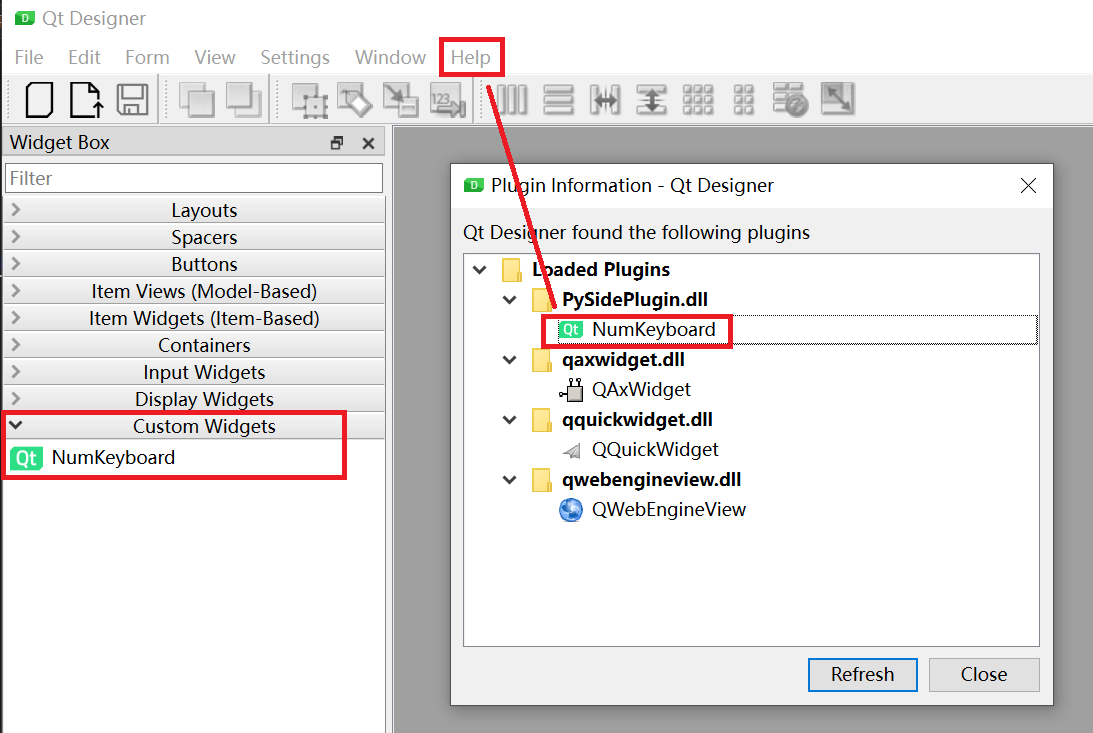 Qt Designer
File Edit Form View Settings Window Help
123
Widget Box
Filter
Layouts
Spacers
Buttons
Item Views (Model-Based)
Item Widgets (Item-Based)
Containers
Input Widgets
Display Widgets
Custom Widgets
Qt NumKeyboard
D Plugin Information - Qt Designer
Qt Designer found the following plugins
Loaded Plugins
PySidePlugin.dll
Qt NumKeyboard
qaxwidget.dll
QAxWidget
qquickwidget.dll
QQuickWidget
qwebengineview.dll
QWebEngineView
Refresh Close